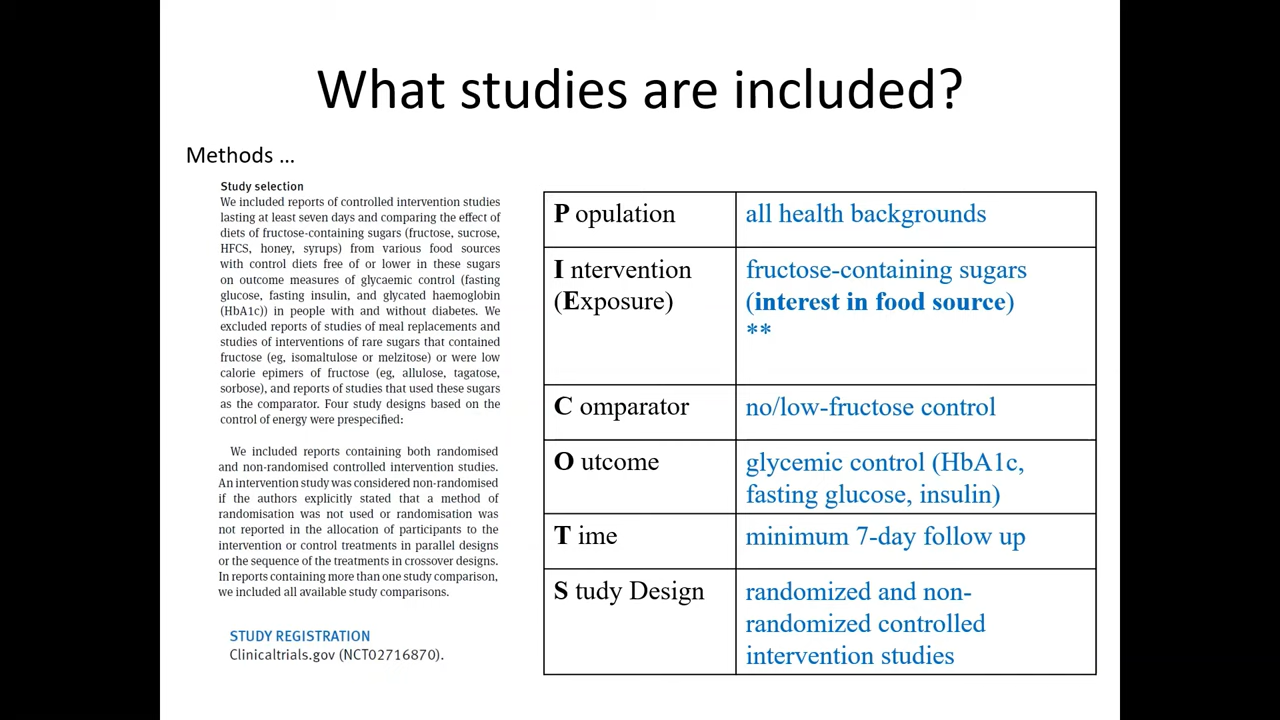 What studies are included?
Methods ...
Study selection
We included reports of controlled intervention studies
lasting at least seven days and comparing the effect of
diets of fructose-containing sugars (fructose, sucrose,
HFCS, honey, syrups) from various food sources
with control diets free of or lower in these sugars
on outcome measures of glycaemic control (fasting
glucose, fasting insulin, and glycated haemoglobin
(HbA1c)) in people with and without diabetes. We
excluded reports of studies of meal replacements and
studies of interventions of rare sugars that contained
fructose (eg, isomaltulose or melzitose) or were low
calorie epimers of fructose (eg, allulose, tagatose,
sorbose), and reports of studies that used these sugars
as the comparator. Four study designs based on the
control of energy were prespecified:
We included reports containing both randomised
and non-randomised controlled intervention studies.
An intervention study was considered non-randomised
if the authors explicitly stated that a method of
randomisation was not used or randomisation was
not reported in the allocation of participants to the
intervention or control treatments in parallel designs
or the sequence of the treatments in crossover designs.
In reports containing more than one study comparison,
we included all available study comparisons.
STUDY REGISTRATION
Clinicaltrials.gov (NCT02716870).
P opulation
all health backgrounds
I ntervention
(Exposure)
fructose-containing sugars
(interest in food source)
**
C omparator
no/low-fructose control
O utcome
glycemic control (HbA1c,
fasting glucose, insulin)
T ime
minimum 7-day follow up
S tudy Design
randomized and non-
randomized controlled
intervention studies